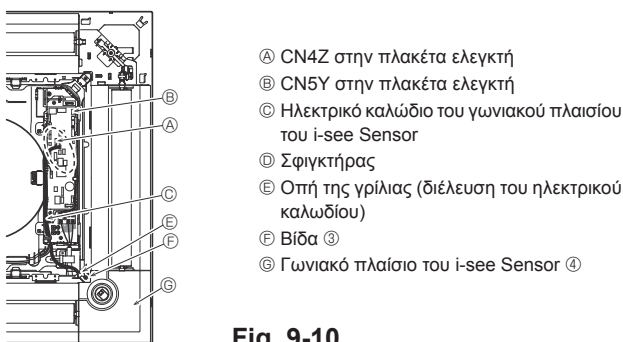 Ⓐ CN4Z στην πλακέτα ελεγκτή
Ⓑ CN5Y στην πλακέτα ελεγκτή
Ⓒ Ηλεκτρικό καλώδιο του γωνιακού πλαισίου
του i-see Sensor
Ⓓ Σφιγκτήρας
Ⓔ Οπή της γρίλιας (διέλευση του ηλεκτρικού
καλωδίου)
Ⓕ Βίδα ③
Ⓖ Γωνιακό πλαίσιο του i-see Sensor ④
Ⓑ
Ⓐ
Ⓒ
Ⓔ
Ⓕ
Ⓖ
Fig. 9-10